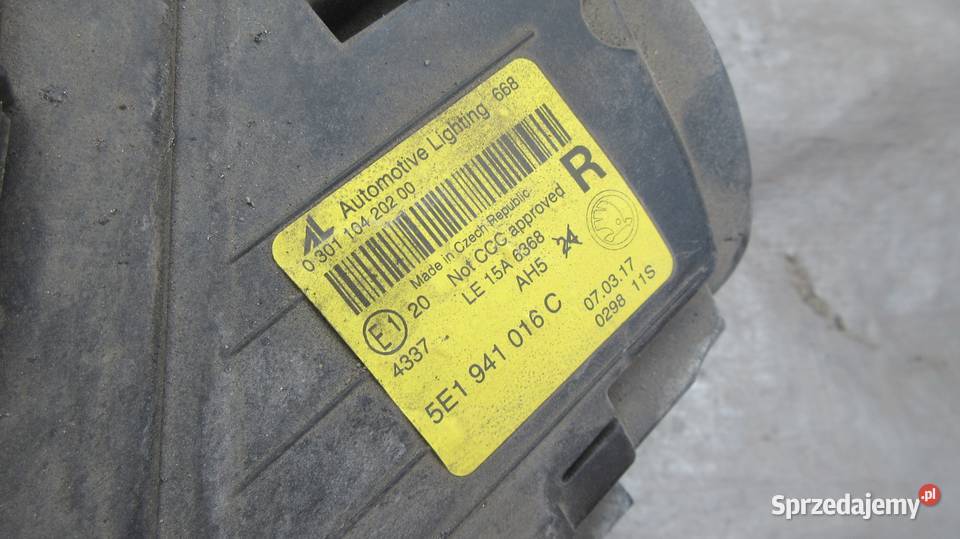 AL Automotive Lighting 668
0 301 104 202 00
Made in Czech Republic
R
E1 20 Not CCC approved
LE 15A 6368
4337 AH5 24
5E1 941 016 C
07.03.17
0298 11S
Sprzedajemy.pl